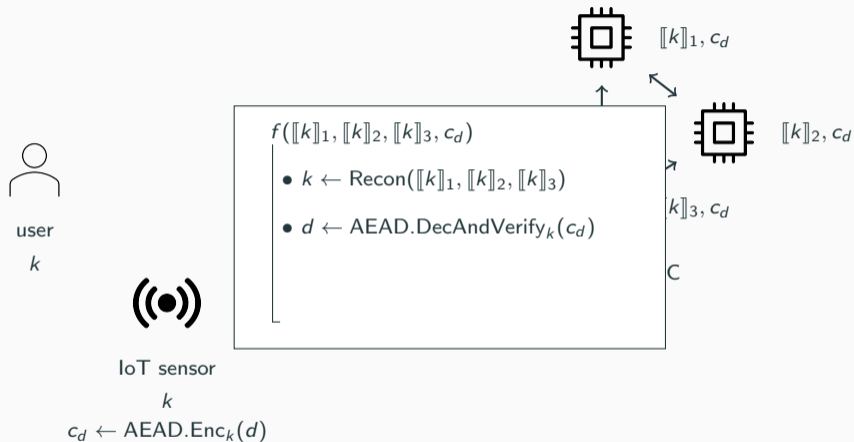 ⟦k⟧₁, c_d
f(⟦k⟧₁, ⟦k⟧₂, ⟦k⟧₃, c_d)
⟦k⟧₂, c_d
• k ← Recon(⟦k⟧₁, ⟦k⟧₂, ⟦k⟧₃)
k⟧₃, c_d
• d ← AEAD.DecAndVerify_k(c_d)
user
k
C
IoT sensor
k
c_d ← AEAD.Enc_k(d)